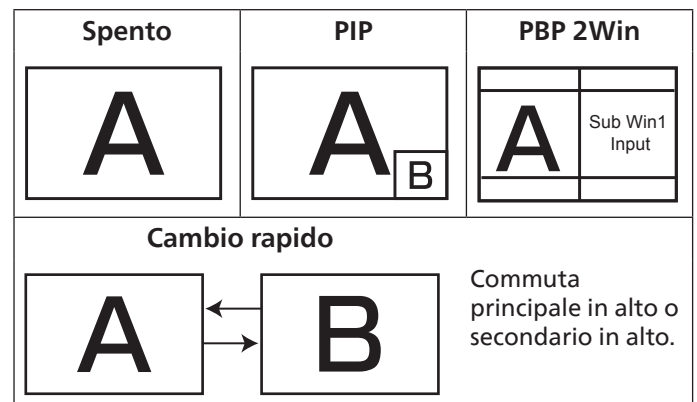 Spento
PIP
PBP 2Win
A
A
B
A
Sub Win1
Input
Cambio rapido
A
B
Commuta
principale in alto o
secondario in alto.